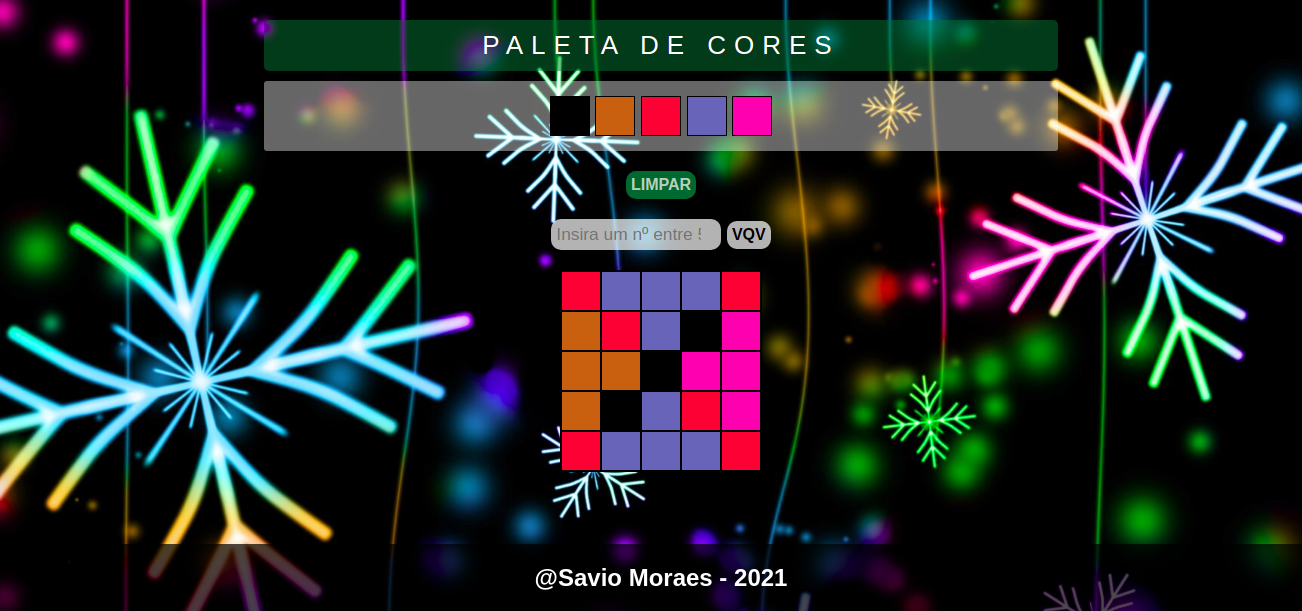 PALETA DE CORES
LIMPAR
Insira um nº entre
VQV
@Savio Moraes - 2021